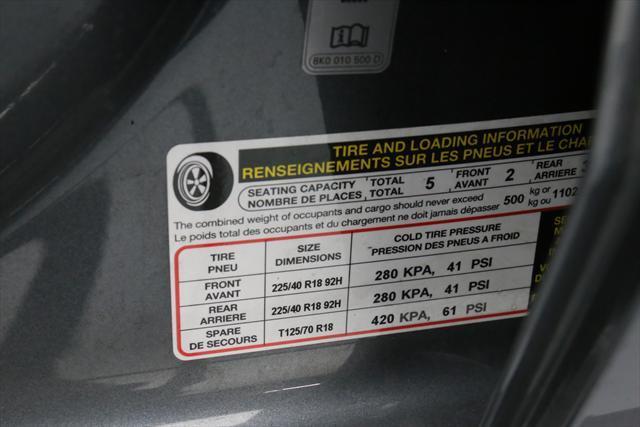 8K0 010 500 D
TIRE AND LOADING INFORMATION
RENSEIGNEMENTS SUR LES PNEUS ET LE
SEATING CAPACITY TOTAL 5 FRONT 2 REAR
NOMBRE DE PLACES TOTAL AVANT ARRIERE
The combined weight of occupants and cargo should never exceed 500 kg or 1102
Le poids total des occupants et du chargement ne doit jamais dépasser kg ou
TIRE SIZE COLD TIRE PRESSURE
PNEU DIMENSIONS PRESSION DES PNEUS A FROID
FRONT 225/40 R18 92H 280 KPA, 41 PSI
AVANT
REAR 225/40 R18 92H 280 KPA, 41 PSI
ARRIERE
SPARE T125/70 R18 420 KPA, 61 PSI
DE SECOURS